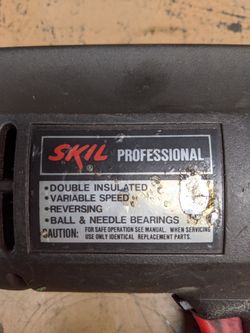 SKIL® PROFESSIONAL
• DOUBLE INSULATED
• VARIABLE SPEED
• REVERSING
• BALL & NEEDLE BEARINGS
CAUTION: FOR SAFE OPERATION SEE MANUAL. WHEN SERVICING
USE ONLY IDENTICAL REPLACEMENT PARTS.